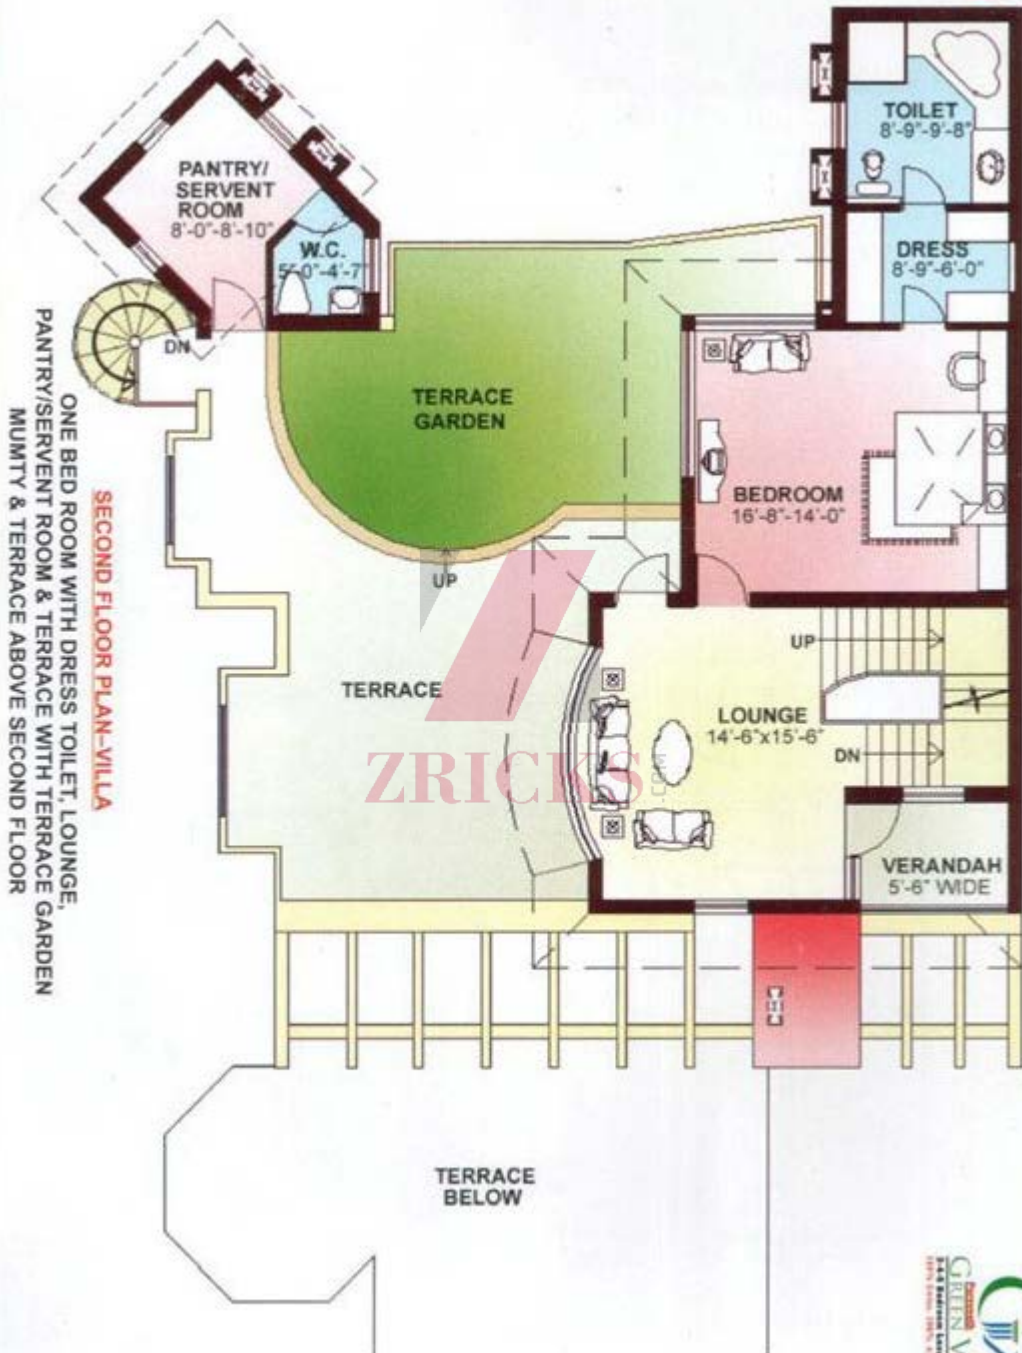 TOILET
8'-9"-9'-8"
PANTRY/
SERVENT
ROOM
8'-0"-8'-10"
W.C.
5'-0"-4'-7"
DRESS
8'-9"-6'-0"
DN
TERRACE
GARDEN
BEDROOM
16'-8"-14'-0"
UP
UP
TERRACE
LOUNGE
14'-6"x15'-6"
DN
ZRICKS
.COM
VERANDAH
5'-6" WIDE
TERRACE
BELOW
SECOND FLOOR PLAN-VILLA
ONE BED ROOM WITH DRESS TOILET, LOUNGE,
PANTRY/SERVENT ROOM & TERRACE WITH TERRACE GARDEN
MUMTY & TERRACE ABOVE SECOND FLOOR
GREEN